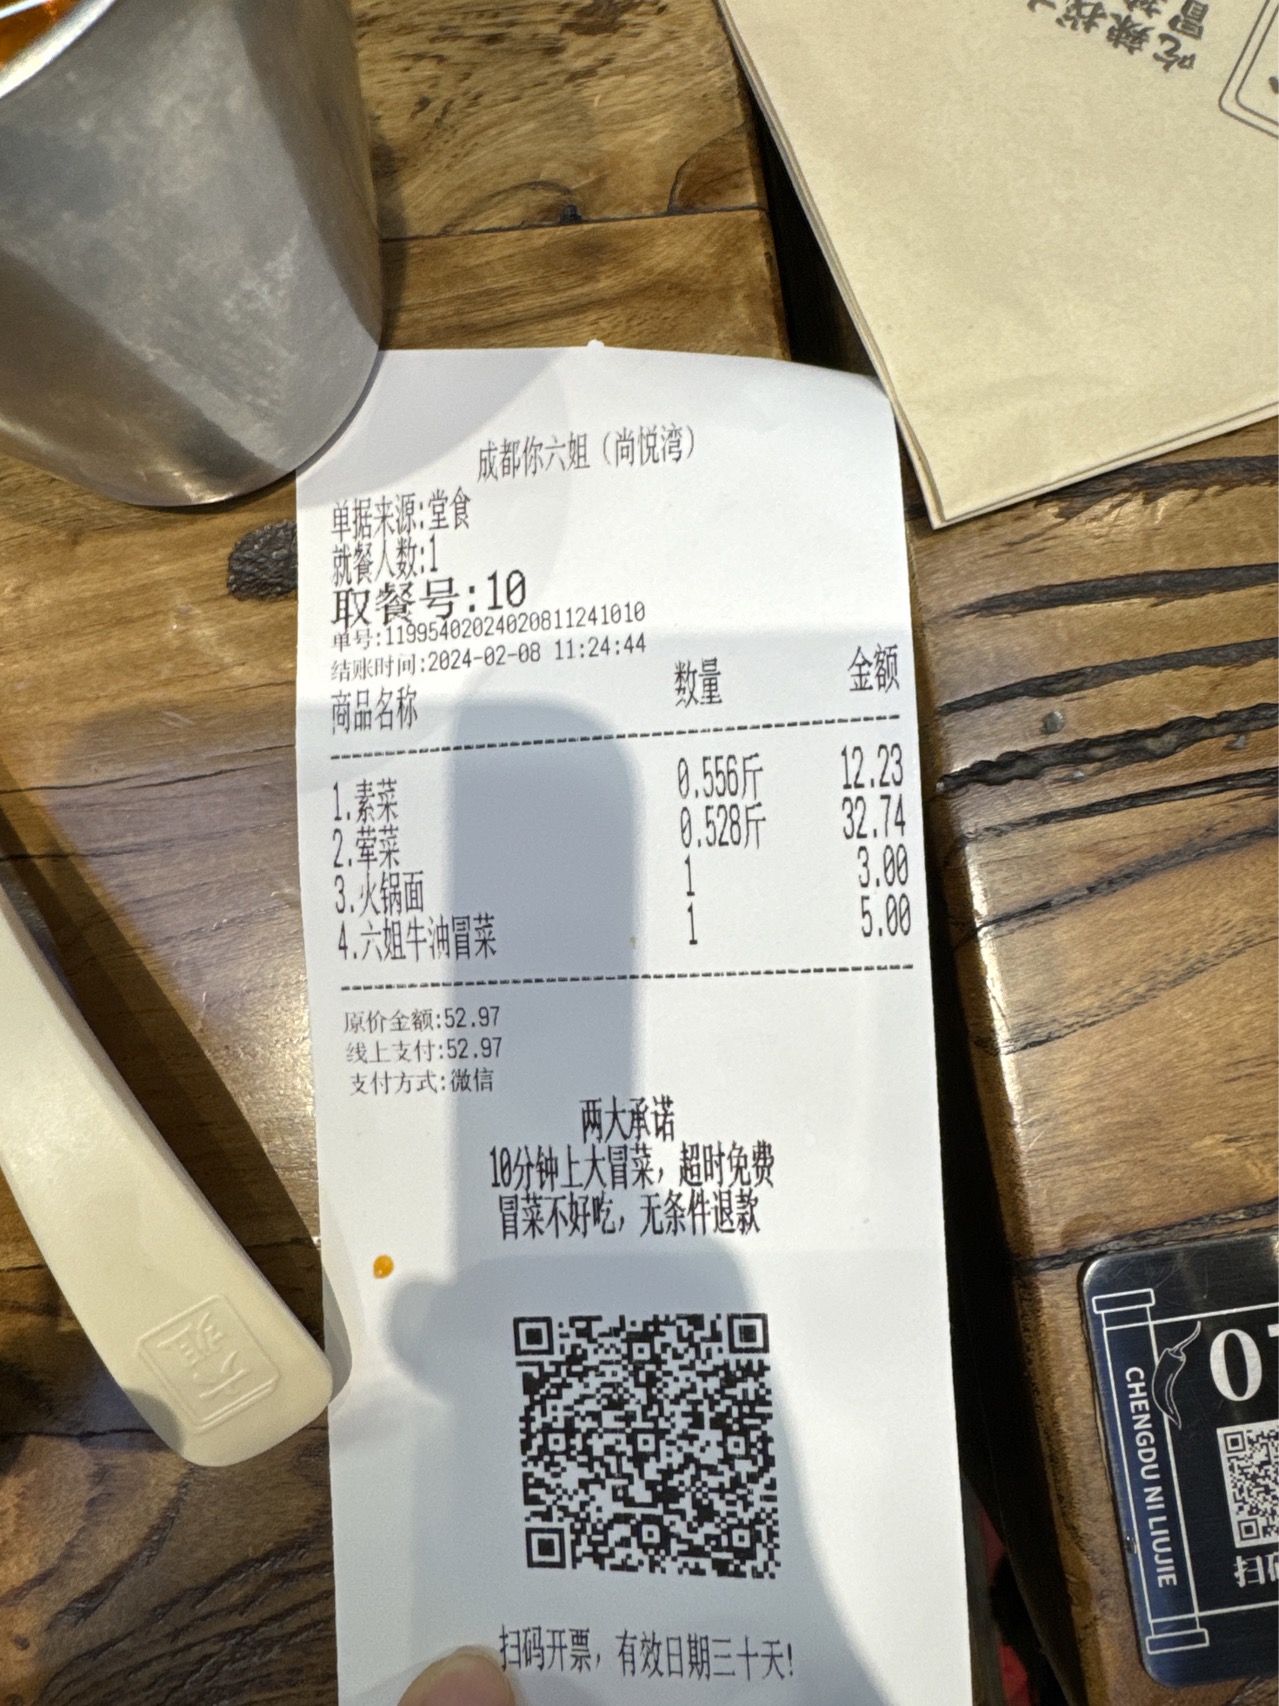 成都你六姐（尚悦湾）
单据来源:堂食
就餐人数:1
取餐号:10
单号:11995402024020811241010
结账时间:2024-02-08 11:24:44
商品名称 数量 金额
1.素菜 0.556斤 12.23
2.荤菜 0.528斤 32.74
3.火锅面 1 3.00
4.六姐牛油冒菜 1 5.00
原价金额:52.97
线上支付:52.97
支付方式:微信
两大承诺
10分钟上大冒菜，超时免费
冒菜不好吃，无条件退款
扫码开票，有效日期三十天!
吃辣
冒
CHENGDU NI LIUJIE
0
扫码